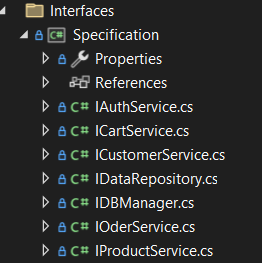 Interfaces
C# Specification
Properties
References
C# IAuthService.cs
C# ICartService.cs
C# ICustomerService.cs
C# IDataRepository.cs
C# IDBManager.cs
C# IOderService.cs
C# IProductService.cs